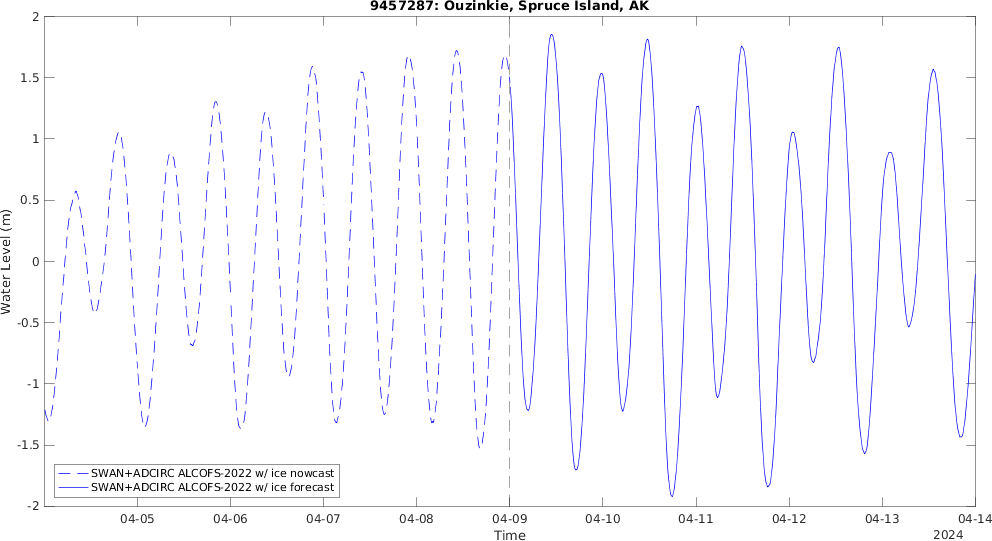 9457287: Ouzinkie, Spruce Island, AK
2
1.5
1
0.5
0
-0.5
-1
-1.5
-2
Water Level (m)
SWAN+ADCIRC ALCOFS-2022 w/ ice nowcast
SWAN+ADCIRC ALCOFS-2022 w/ ice forecast
04-05 04-06 04-07 04-08 04-09 04-10 04-11 04-12 04-13 04-14
Time
2024